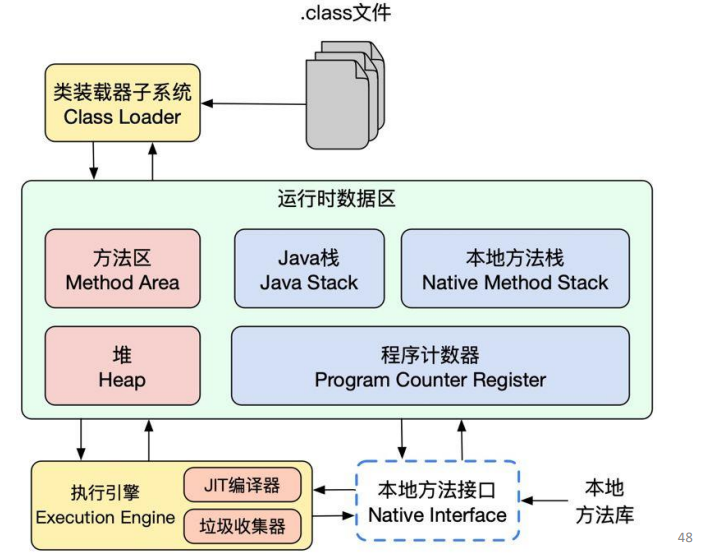 .class文件
类装载器子系统
Class Loader
运行时数据区
方法区
Method Area
Java栈
Java Stack
本地方法栈
Native Method Stack
堆
Heap
程序计数器
Program Counter Register
执行引擎
Execution Engine
JIT编译器
垃圾收集器
本地方法接口
Native Interface
本地
方法库
48